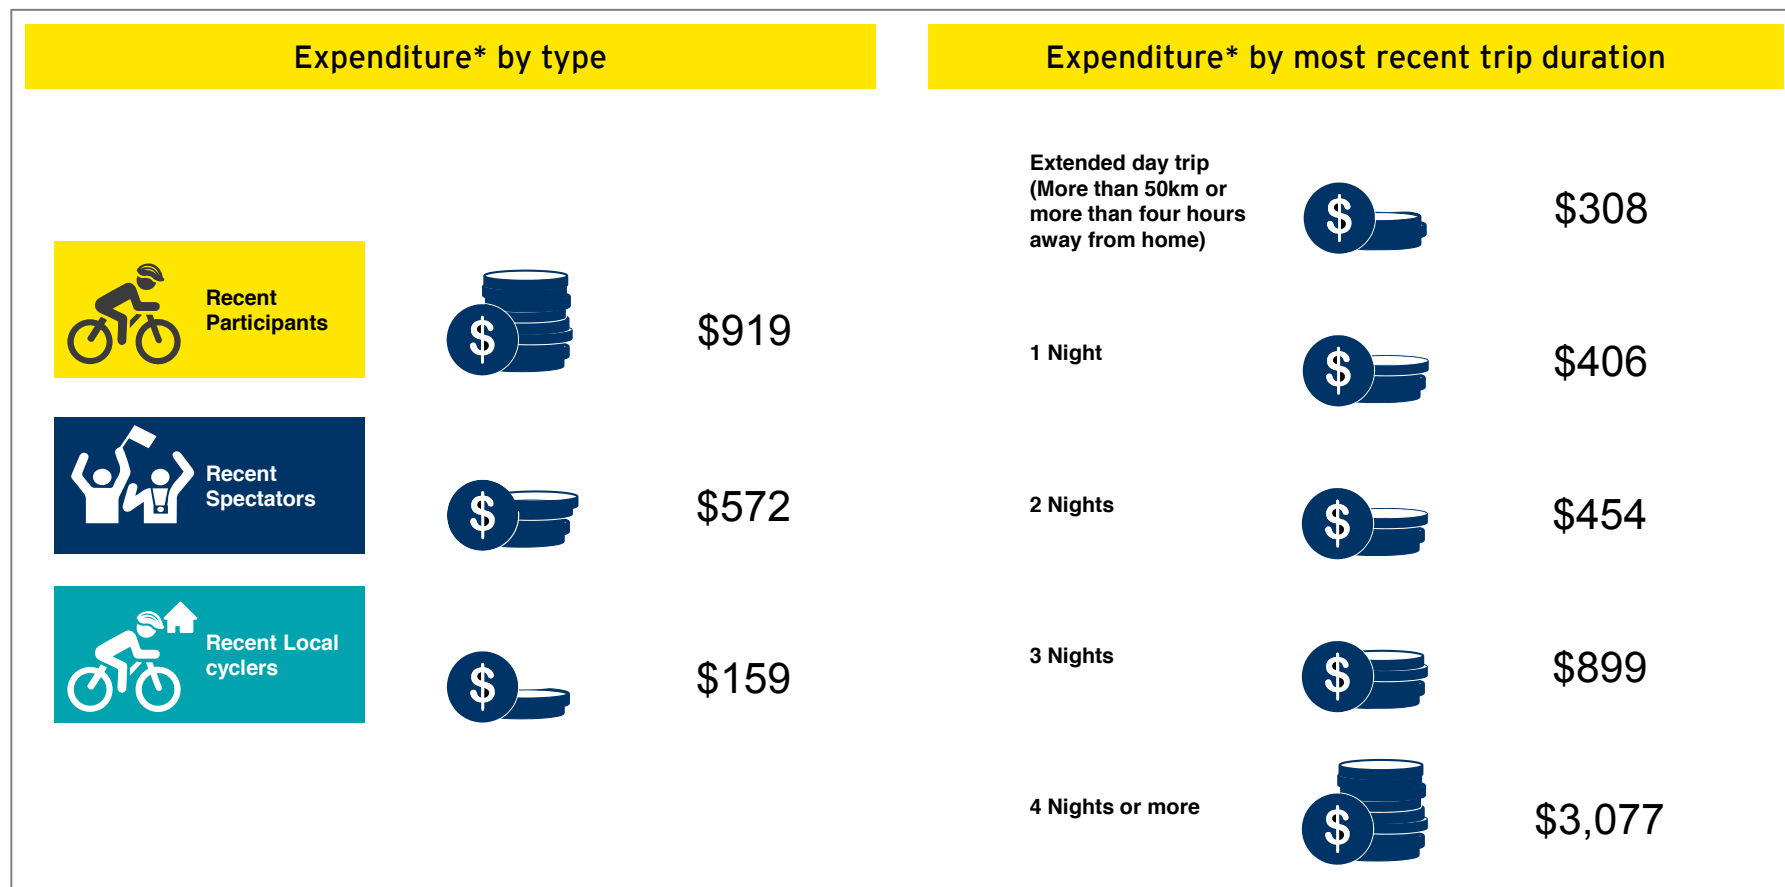 Expenditure* by type
Recent
Participants
$919
Recent
Spectators
$572
Recent Local
cyclers
$159
Expenditure* by most recent trip duration
Extended day trip
(More than 50km or
more than four hours
away from home)
$308
1 Night
$406
2 Nights
$454
3 Nights
$899
4 Nights or more
$3,077